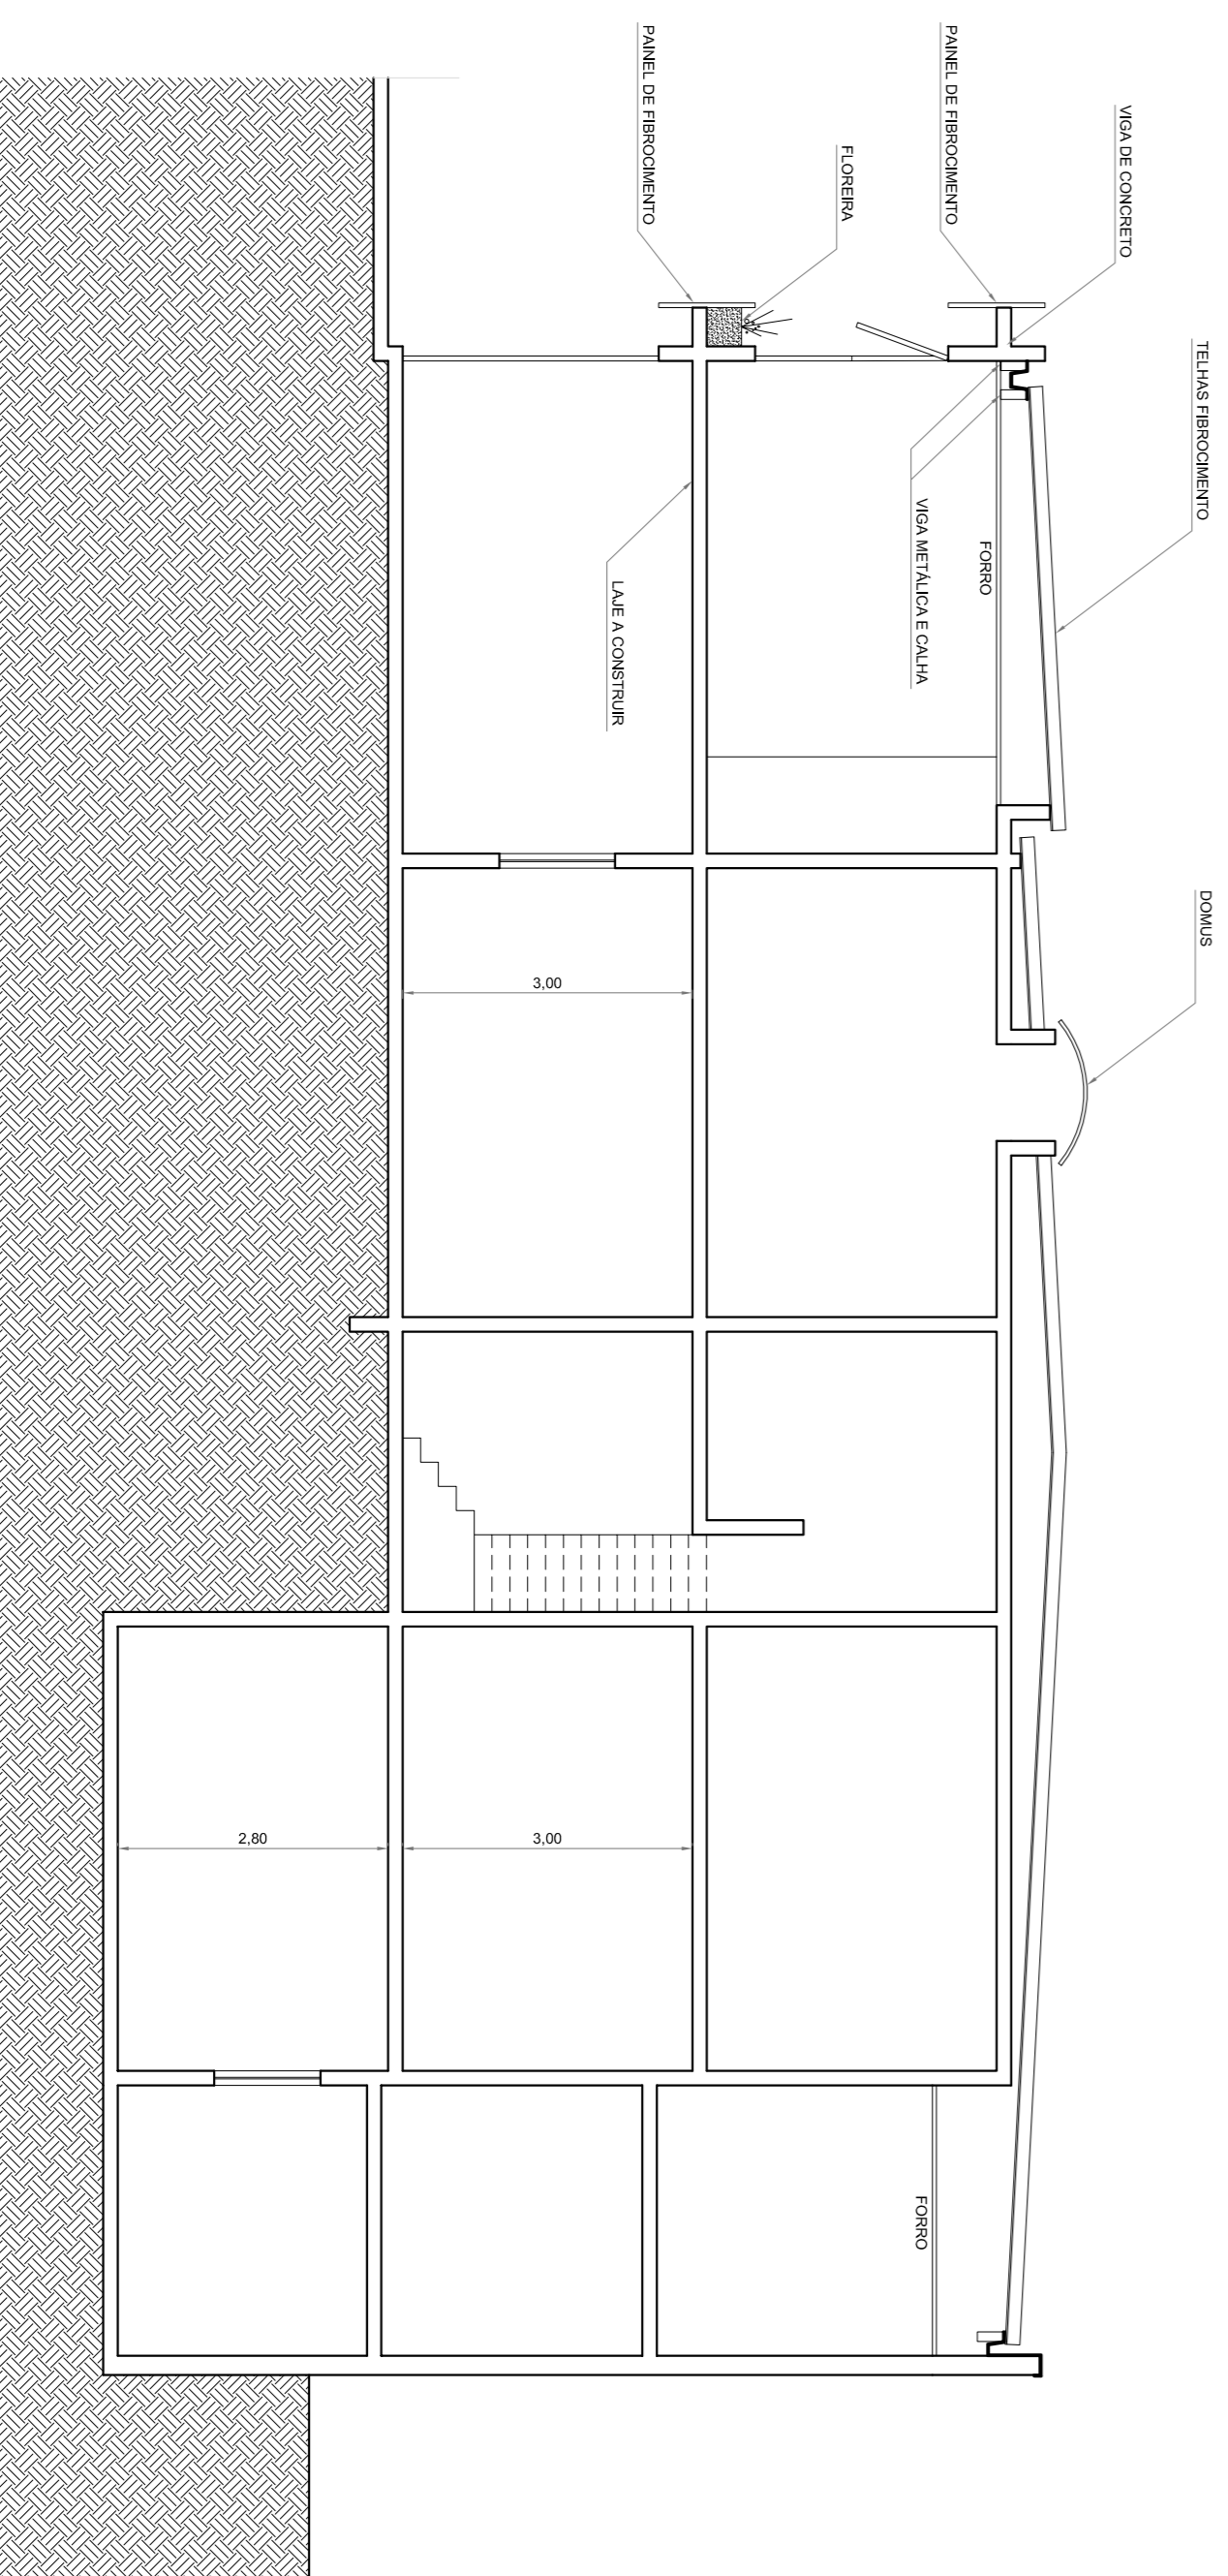 TELHAS FIBROCIMENTO
DOMUS
VIGA DE CONCRETO
PAINEL DE FIBROCIMENTO
FORRO
VIGA METÁLICA E CALHA
FORRO
FLOREIRA
PAINEL DE FIBROCIMENTO
LAJE A CONSTRUIR
3,00
3,00
2,80